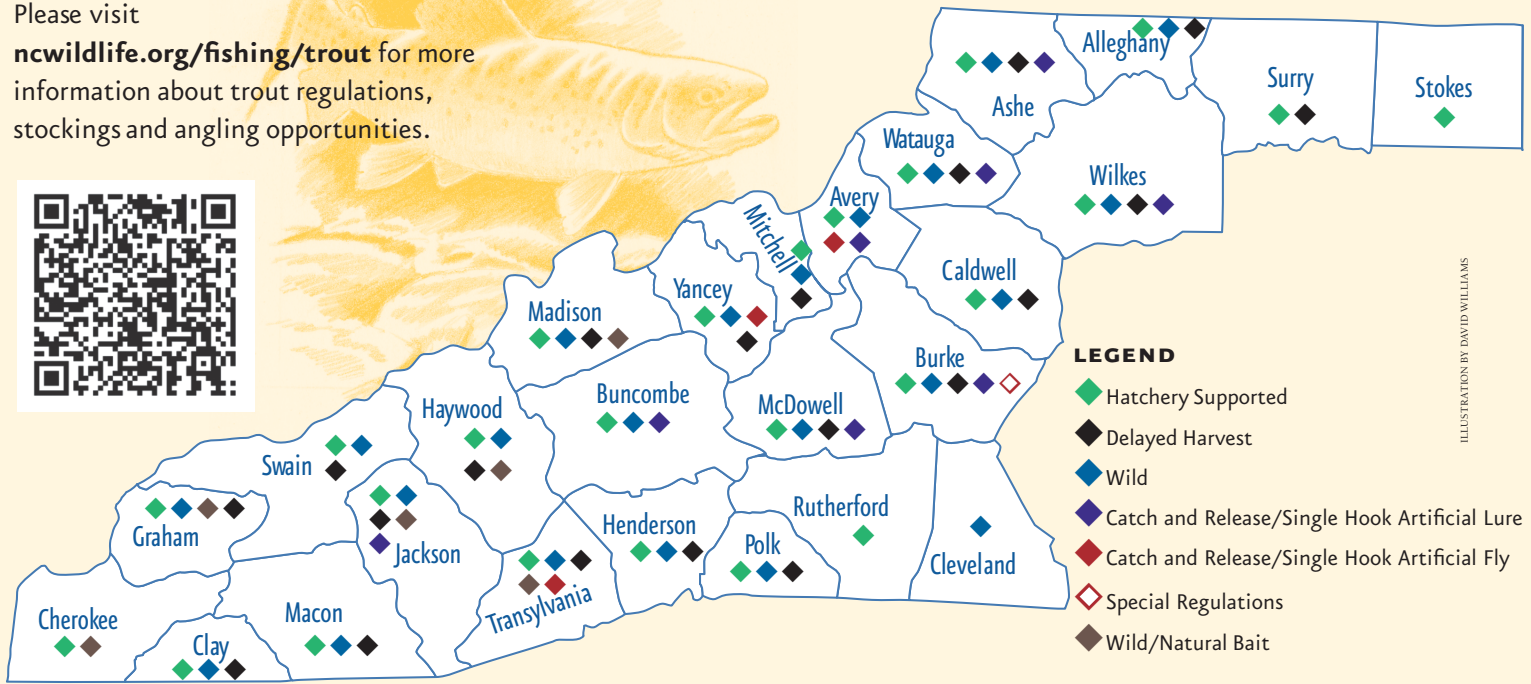 Please visit
ncwildlife.org/fishing/trout for more
information about trout regulations,
stockings and angling opportunities.
Alleghany
Ashe
Surry
Stokes
Watauga
Wilkes
Avery
Mitchell
Caldwell
Yancey
Madison
Burke
Buncombe
McDowell
Haywood
Swain
Graham
Jackson
Henderson
Rutherford
Polk
Cleveland
Transylvania
Cherokee
Macon
Clay
LEGEND
Hatchery Supported
Delayed Harvest
Wild
Catch and Release/Single Hook Artificial Lure
Catch and Release/Single Hook Artificial Fly
Special Regulations
Wild/Natural Bait
ILLUSTRATION BY DAVID WILLIAMS